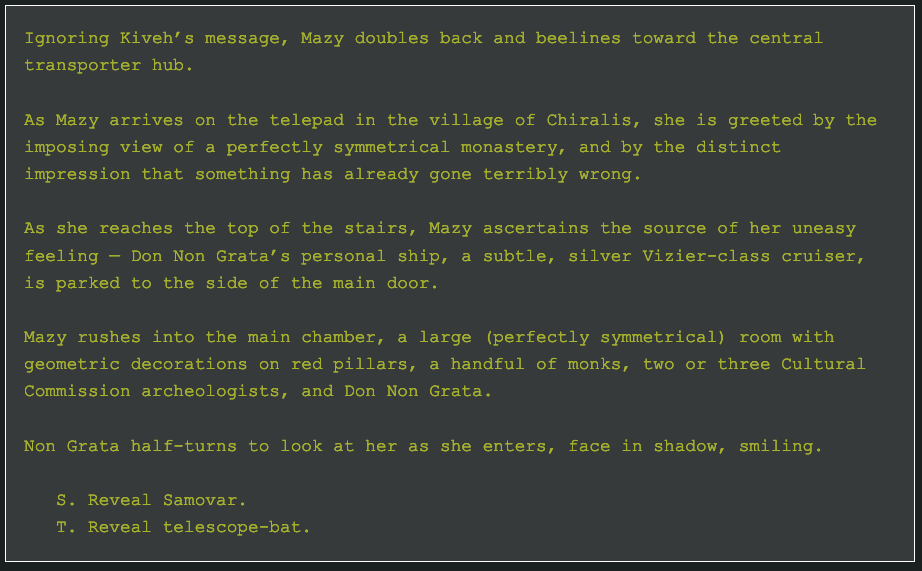 Ignoring Kiveh’s message, Mazy doubles back and beelines toward the central
transporter hub.
As Mazy arrives on the telepad in the village of Chiralis, she is greeted by the
imposing view of a perfectly symmetrical monastery, and by the distinct
impression that something has already gone terribly wrong.
As she reaches the top of the stairs, Mazy ascertains the source of her uneasy
feeling — Don Non Grata’s personal ship, a subtle, silver Vizier-class cruiser,
is parked to the side of the main door.
Mazy rushes into the main chamber, a large (perfectly symmetrical) room with
geometric decorations on red pillars, a handful of monks, two or three Cultural
Commission archeologists, and Don Non Grata.
Non Grata half-turns to look at her as she enters, face in shadow, smiling.
S. Reveal Samovar.
T. Reveal telescope-bat.